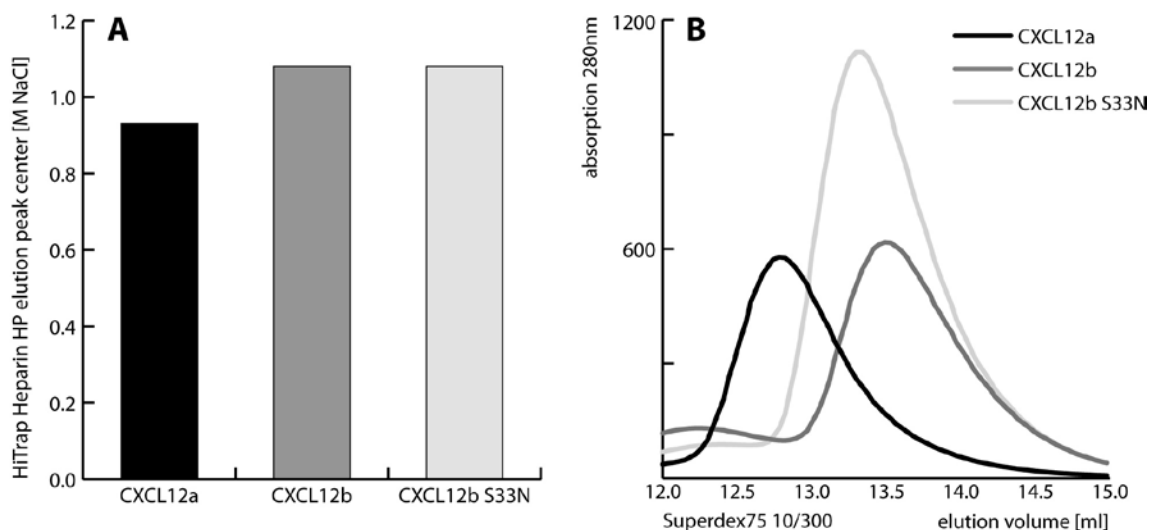 A
HiTrap Heparin HP elution peak center [M NaCl]
1.2
1.0
0.8
0.6
0.4
0.2
0.0
CXCL12a CXCL12b CXCL12b S33N
B
absorption 280nm
1200
600
CXCL12a
CXCL12b
CXCL12b S33N
12.0 12.5 13.0 13.5 14.0 14.5 15.0
Superdex75 10/300 elution volume [ml]